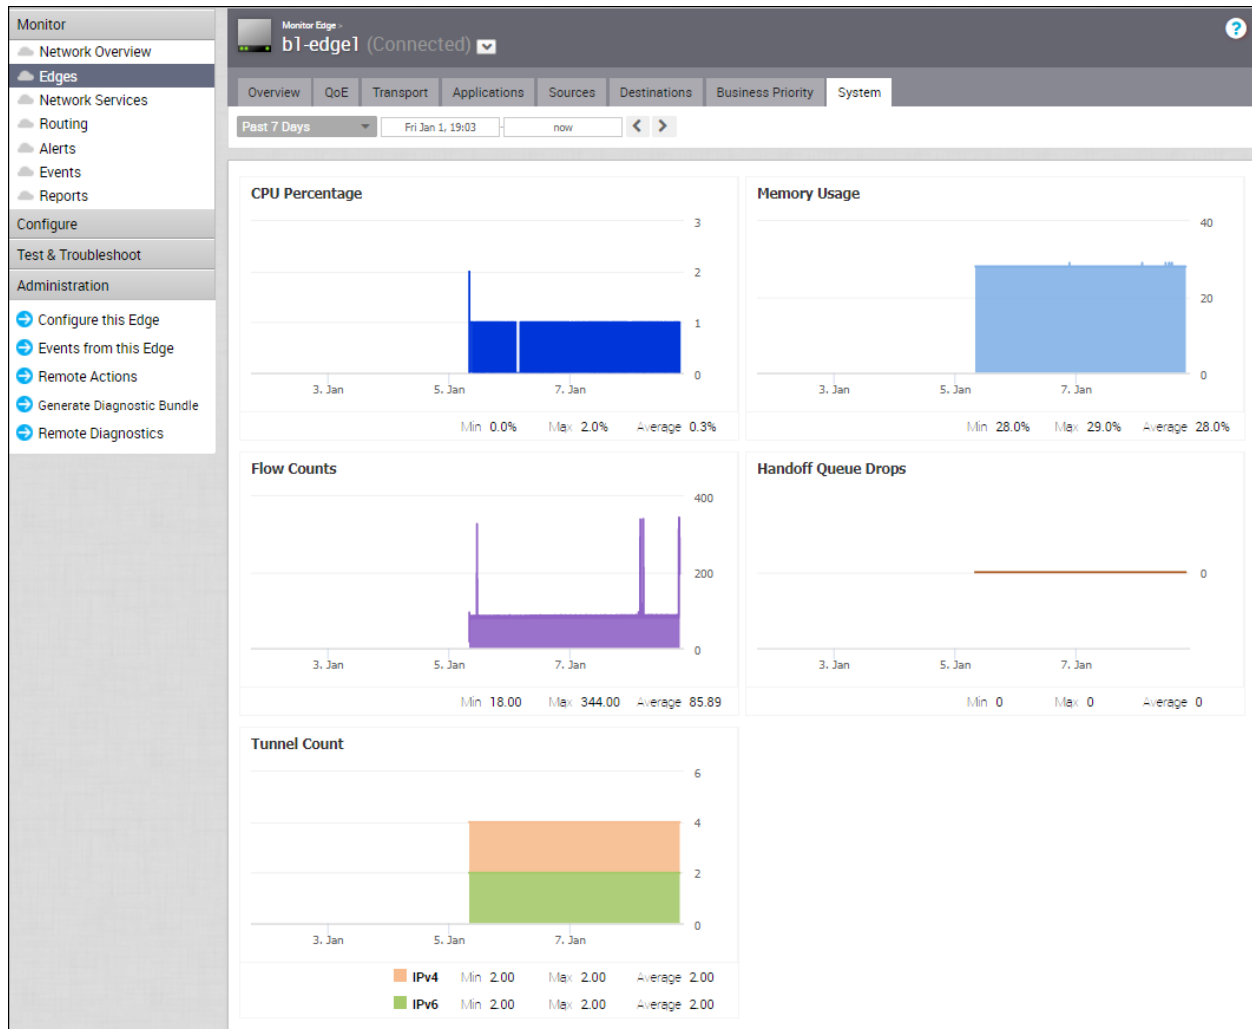 Monitor
Network Overview
Edges
Network Services
Routing
Alerts
Events
Reports
Configure
Test & Troubleshoot
Administration
Configure this Edge
Events from this Edge
Remote Actions
Generate Diagnostic Bundle
Remote Diagnostics
Monitor Edge >
b1-edge1 (Connected)
?
Overview QoE Transport Applications Sources Destinations Business Priority System
Past 7 Days Fri Jan 1, 19:03 - now
CPU Percentage
3
2
1
0
3. Jan 5. Jan 7. Jan
Min 0.0% Max 2.0% Average 0.3%
Memory Usage
40
20
0
3. Jan 5. Jan 7. Jan
Min 28.0% Max 29.0% Average 28.0%
Flow Counts
400
200
0
3. Jan 5. Jan 7. Jan
Min 18.00 Max 344.00 Average 85.89
Handoff Queue Drops
0
3. Jan 5. Jan 7. Jan
Min 0 Max 0 Average 0
Tunnel Count
6
4
2
0
3. Jan 5. Jan 7. Jan
IPv4 Min 2.00 Max 2.00 Average 2.00
IPv6 Min 2.00 Max 2.00 Average 2.00